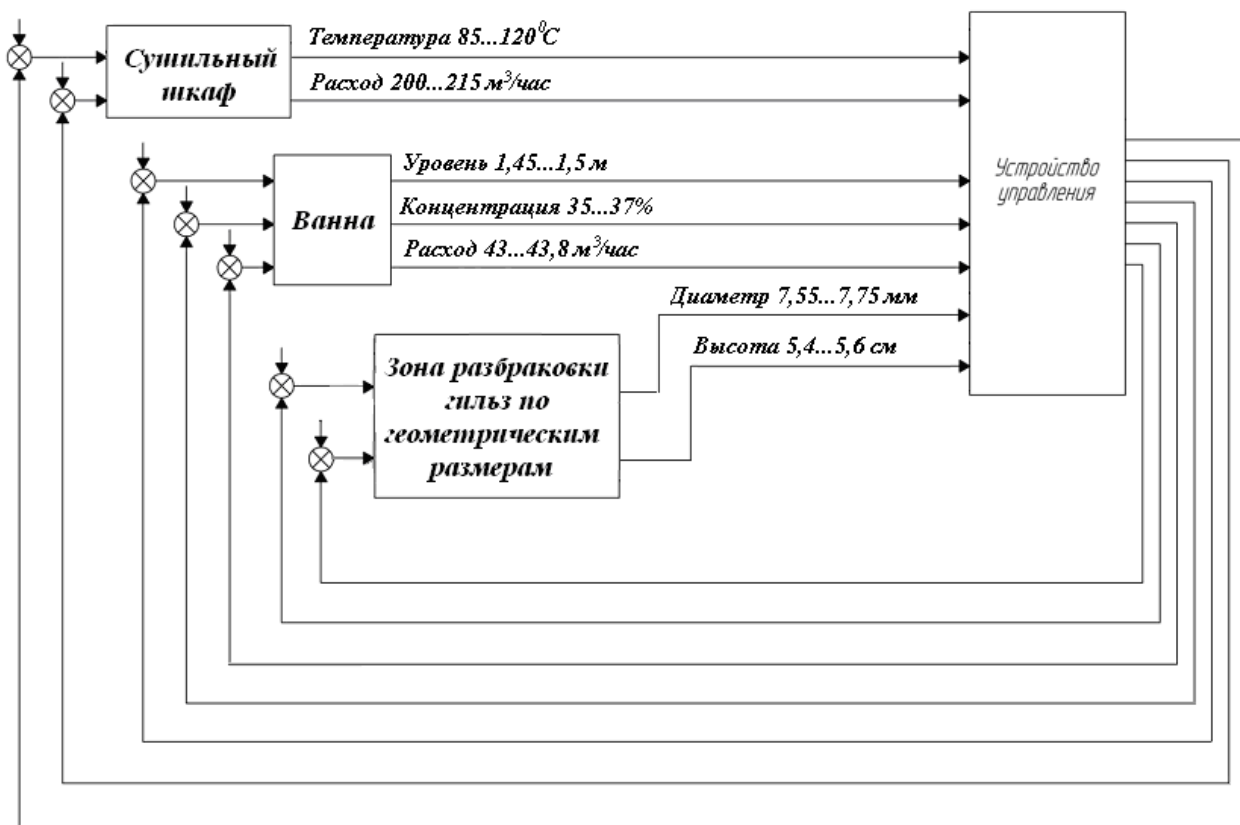 Сушильный
шкаф
Температура 85...120⁰С
Расход 200...215 м³/час
Ванна
Уровень 1,45...1,5 м
Концентрация 35...37%
Расход 43...43,8 м³/час
Зона разбраковки
гильз по
геометрическим
размерам
Диаметр 7,55...7,75 мм
Высота 5,4...5,6 см
Устройство
управления